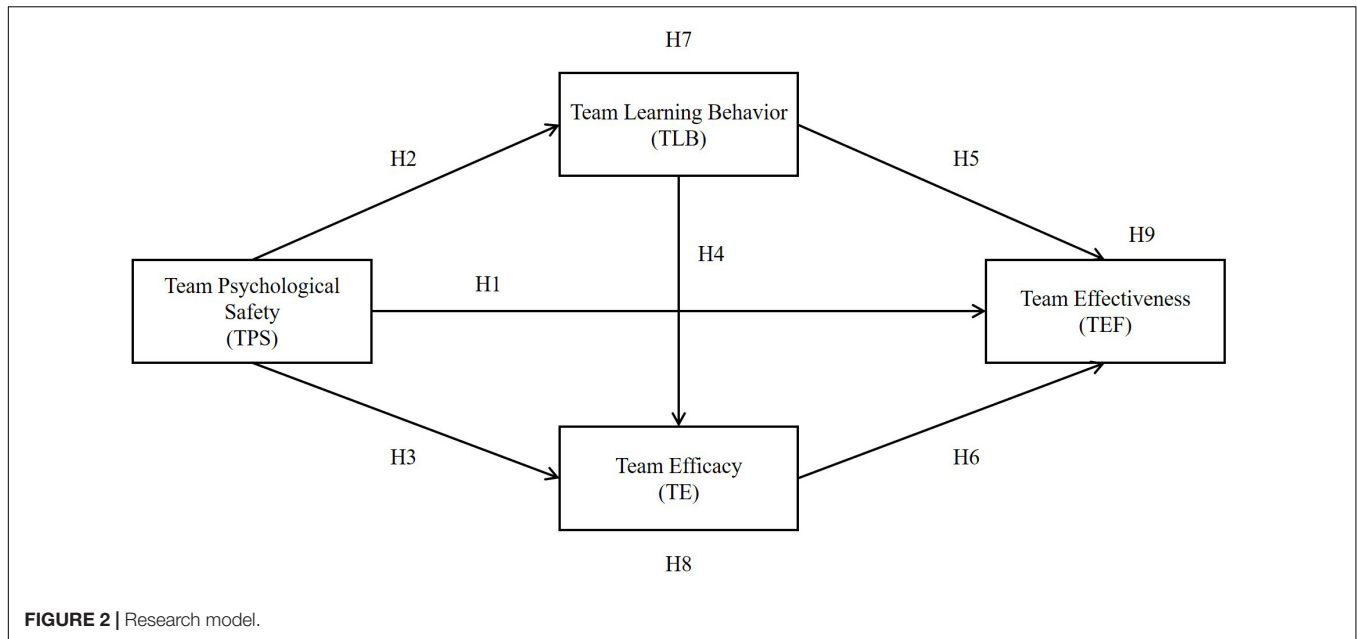 H7
Team Learning Behavior
(TLB)
H2
H5
H9
H4
Team Psychological
Safety
(TPS)
H1
Team Effectiveness
(TEF)
H3
Team Efficacy
(TE)
H6
H8
FIGURE 2 | Research model.